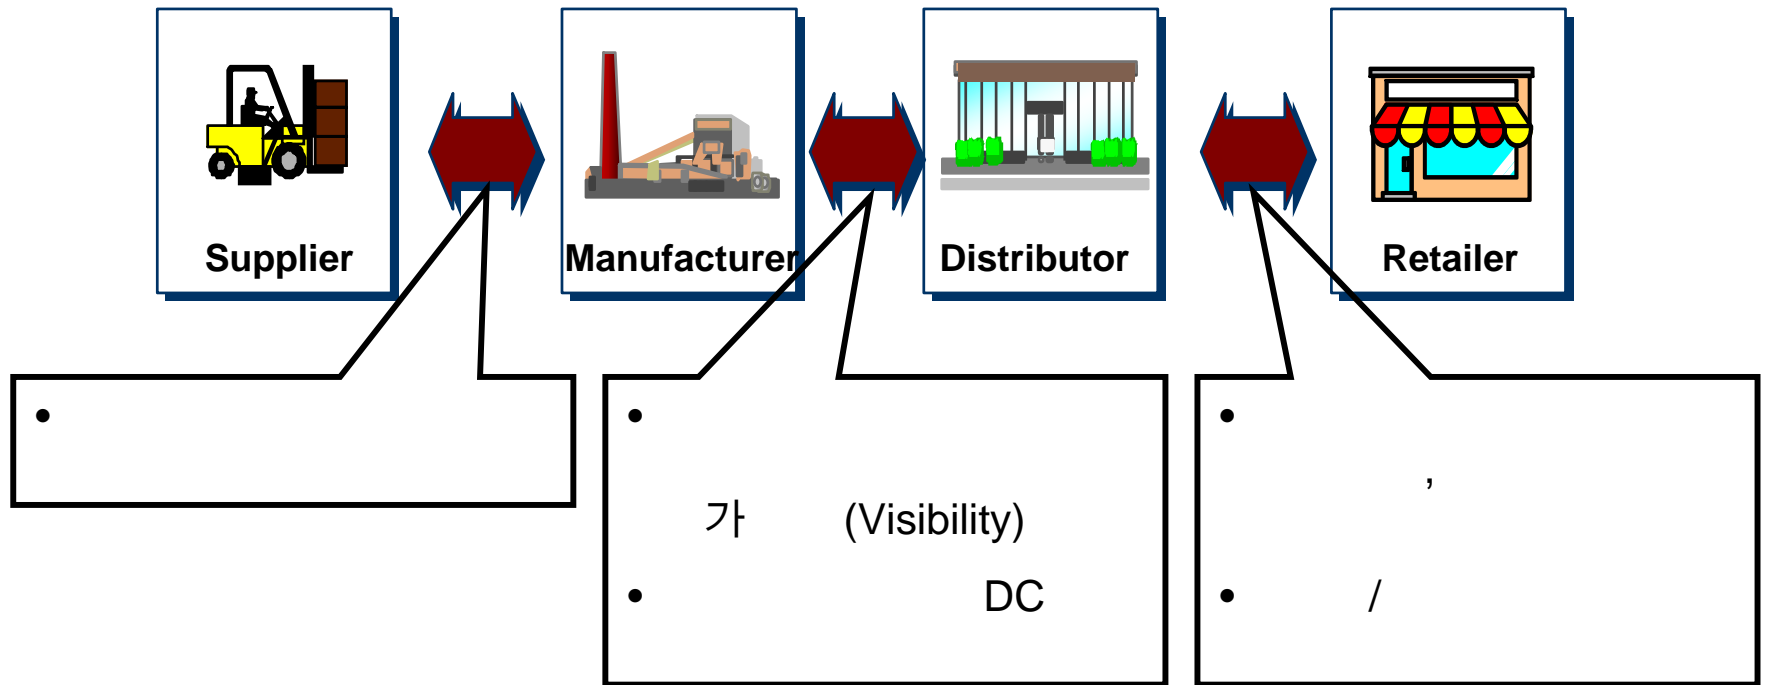 Supplier
Manufacturer
Distributor
Retailer
•
•
가 (Visibility)
• DC
•
,
• /